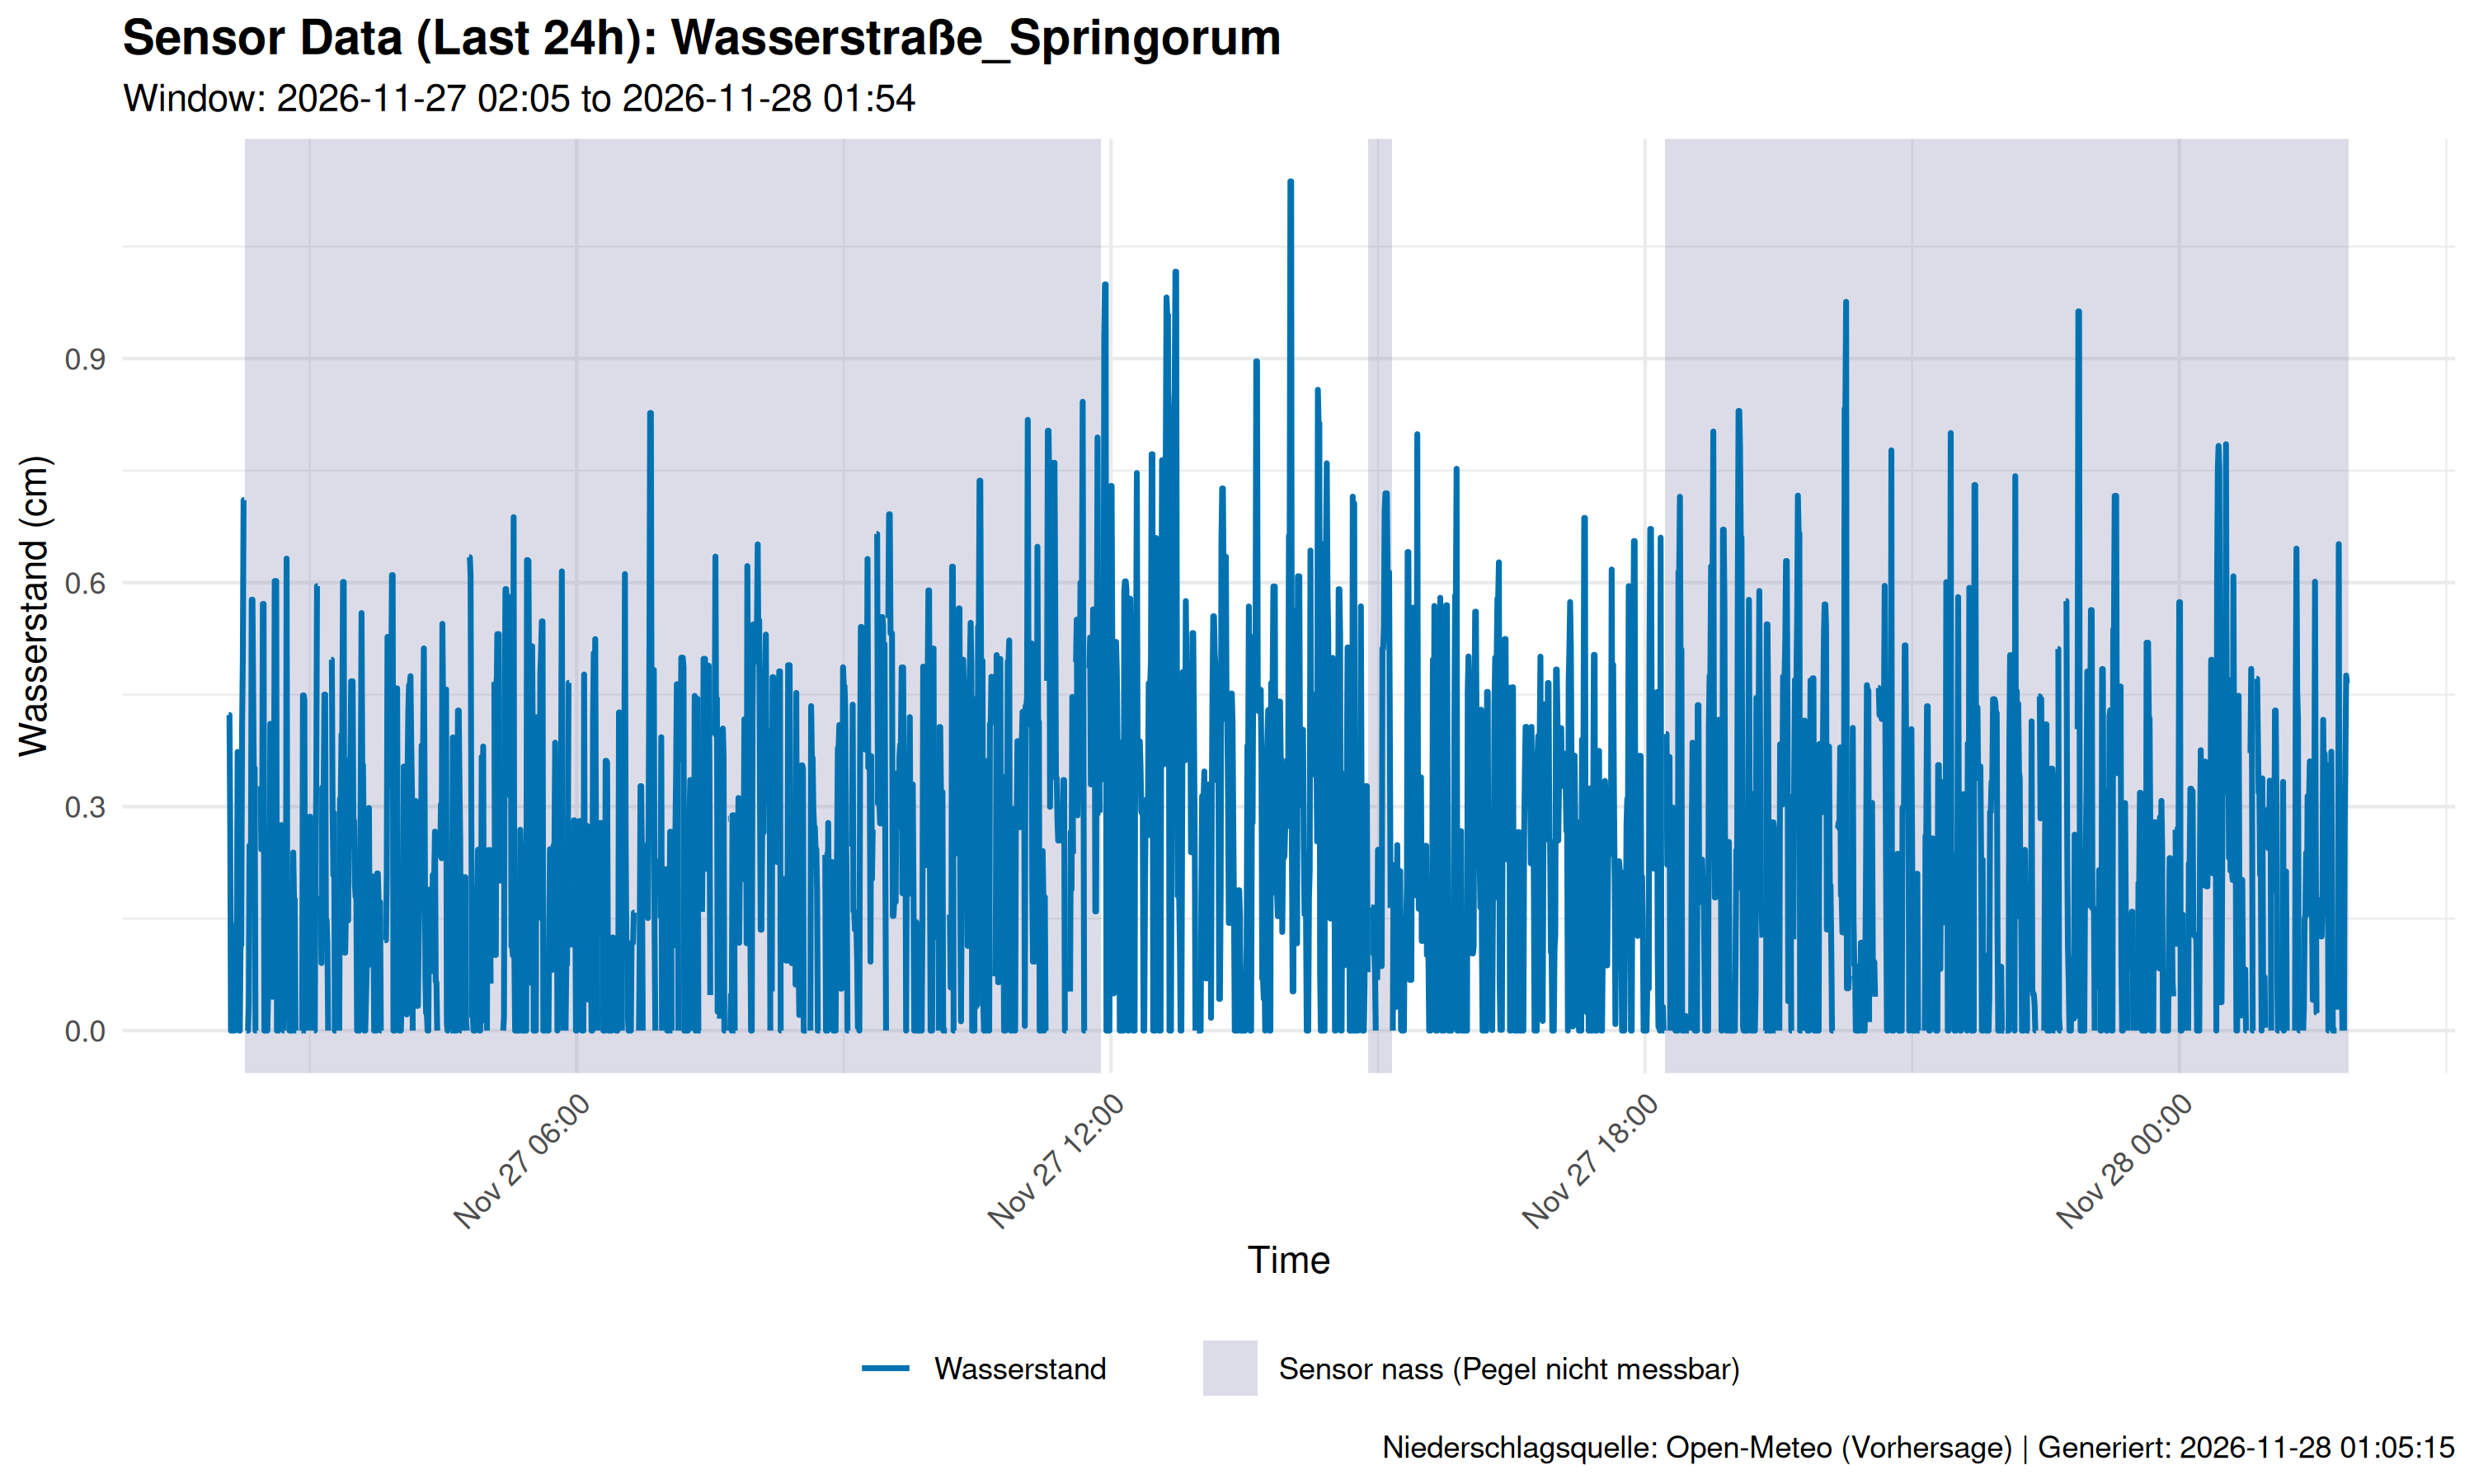 Sensor Data (Last 24h): Wasserstraße_Springorum
Window: 2026-11-27 02:05 to 2026-11-28 01:54
Wasserstand (cm)
0.9
0.6
0.3
0.0
Nov 27 06:00
Nov 27 12:00
Nov 27 18:00
Nov 28 00:00
Time
Wasserstand
Sensor nass (Pegel nicht messbar)
Niederschlagsquelle: Open-Meteo (Vorhersage) | Generiert: 2026-11-28 01:05:15